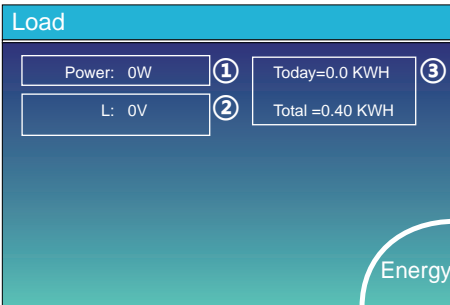 Load
Power: 0W ① Today=0.0 KWH ③
L: 0V ② Total =0.40 KWH
Energy